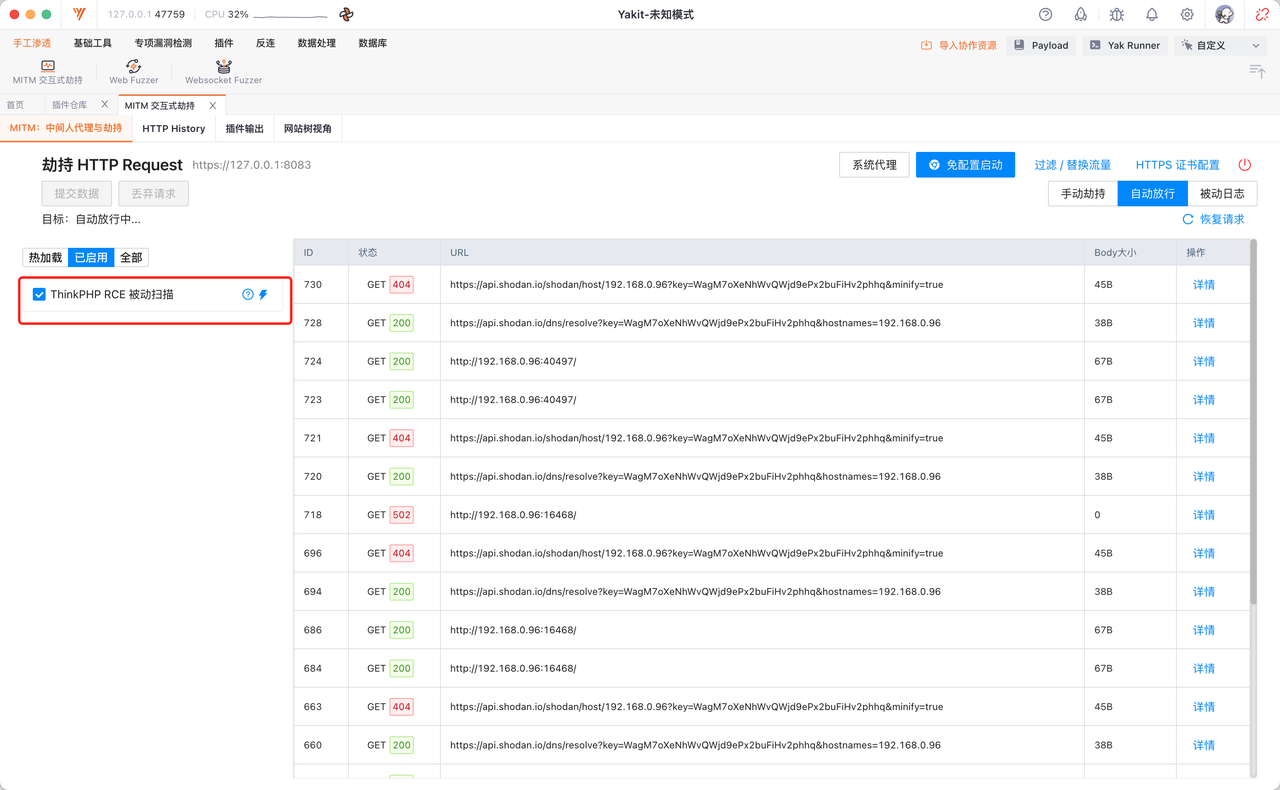 127.0.0.1 47759 CPU 32% Yakit-未知模式
手工渗透 基础工具 专项漏洞检测 插件 反连 数据处理 数据库 导入协作资源 Payload Yak Runner 自定义
MITM 交互式劫持 Web Fuzzer Websocket Fuzzer
首页 插件仓库 MITM 交互式劫持
MITM：中间人代理与劫持 HTTP History 插件输出 网站树视角
劫持 HTTP Request https://127.0.0.1:8083 系统代理 免配置启动 过滤 / 替换流量 HTTPS 证书配置
提交数据 丢弃请求 手动劫持 自动放行 被动日志
目标：自动放行中... 恢复请求
热加载 已启用 全部
ThinkPHP RCE 被动扫描
ID 状态 URL Body大小 操作
730 GET 404 https://api.shodan.io/shodan/host/192.168.0.96?key=WagM7oXeNhWvQWjd9ePx2buFiHv2phhq&minify=true 45B 详情
728 GET 200 https://api.shodan.io/dns/resolve?key=WagM7oXeNhWvQWjd9ePx2buFiHv2phhq&hostnames=192.168.0.96 38B 详情
724 GET 200 http://192.168.0.96:40497/ 67B 详情
723 GET 200 http://192.168.0.96:40497/ 67B 详情
721 GET 404 https://api.shodan.io/shodan/host/192.168.0.96?key=WagM7oXeNhWvQWjd9ePx2buFiHv2phhq&minify=true 45B 详情
720 GET 200 https://api.shodan.io/dns/resolve?key=WagM7oXeNhWvQWjd9ePx2buFiHv2phhq&hostnames=192.168.0.96 38B 详情
718 GET 502 http://192.168.0.96:16468/ 0 详情
696 GET 404 https://api.shodan.io/shodan/host/192.168.0.96?key=WagM7oXeNhWvQWjd9ePx2buFiHv2phhq&minify=true 45B 详情
694 GET 200 https://api.shodan.io/dns/resolve?key=WagM7oXeNhWvQWjd9ePx2buFiHv2phhq&hostnames=192.168.0.96 38B 详情
686 GET 200 http://192.168.0.96:16468/ 67B 详情
684 GET 200 http://192.168.0.96:16468/ 67B 详情
663 GET 404 https://api.shodan.io/shodan/host/192.168.0.96?key=WagM7oXeNhWvQWjd9ePx2buFiHv2phhq&minify=true 45B 详情
660 GET 200 https://api.shodan.io/dns/resolve?key=WagM7oXeNhWvQWjd9ePx2buFiHv2phhq&hostnames=192.168.0.96 38B 详情